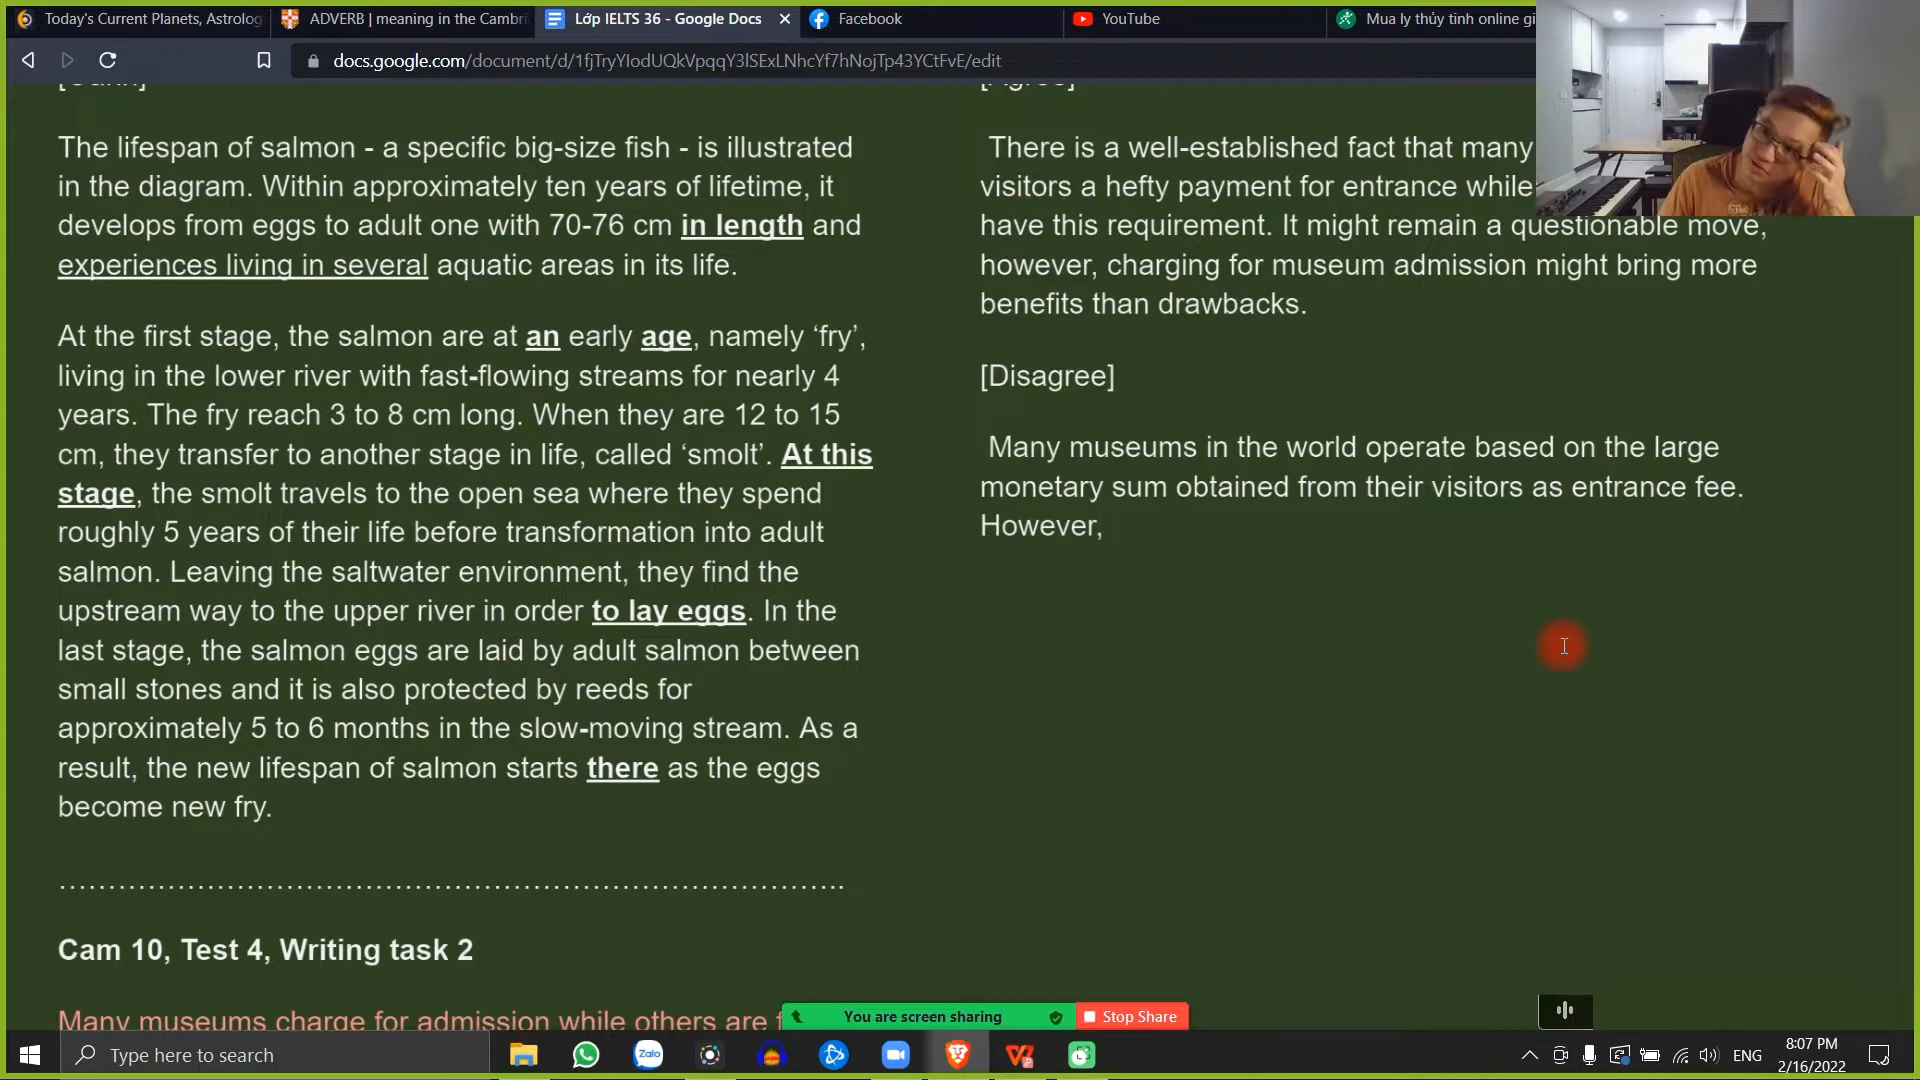 Today's Current Planets, Astrolog
ADVERB | meaning in the Cambri
Lớp IELTS 36 - Google Docs
Facebook
YouTube
Mua ly thủy tinh online gi
docs.google.com/document/d/1fjTryYIodUQkVpqqY3lSExLNhcYf7hNojTp43YCtFvE/edit
The lifespan of salmon - a specific big-size fish - is illustrated
in the diagram. Within approximately ten years of lifetime, it
develops from eggs to adult one with 70-76 cm in length and
experiences living in several aquatic areas in its life.
At the first stage, the salmon are at an early age, namely ‘fry’,
living in the lower river with fast-flowing streams for nearly 4
years. The fry reach 3 to 8 cm long. When they are 12 to 15
cm, they transfer to another stage in life, called ‘smolt’. At this
stage, the smolt travels to the open sea where they spend
roughly 5 years of their life before transformation into adult
salmon. Leaving the saltwater environment, they find the
upstream way to the upper river in order to lay eggs. In the
last stage, the salmon eggs are laid by adult salmon between
small stones and it is also protected by reeds for
approximately 5 to 6 months in the slow-moving stream. As a
result, the new lifespan of salmon starts there as the eggs
become new fry.
……………………………………………………………………..
Cam 10, Test 4, Writing task 2
Many museums charge for admission while others are f
[Agree]
There is a well-established fact that many
visitors a hefty payment for entrance while
have this requirement. It might remain a questionable move,
however, charging for museum admission might bring more
benefits than drawbacks.
[Disagree]
Many museums in the world operate based on the large
monetary sum obtained from their visitors as entrance fee.
However,
You are screen sharing
Stop Share
Type here to search
Zalo
ENG
8:07 PM
2/16/2022